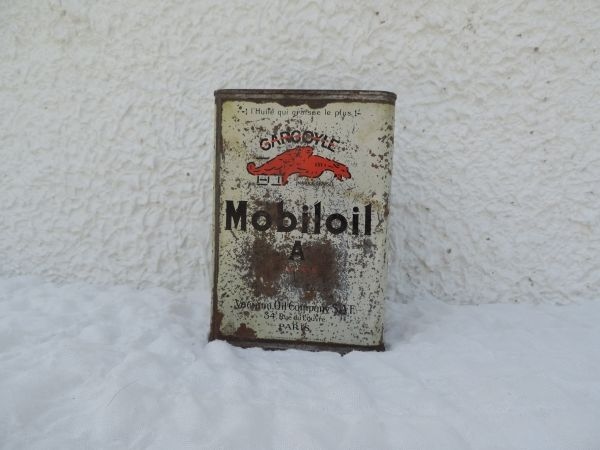 l'Huile qui graisse le plus!
GARGOYLE
Mobiloil
A
Vacuum Oil Company S.A.F.
34, Rue du Louvre
PARIS